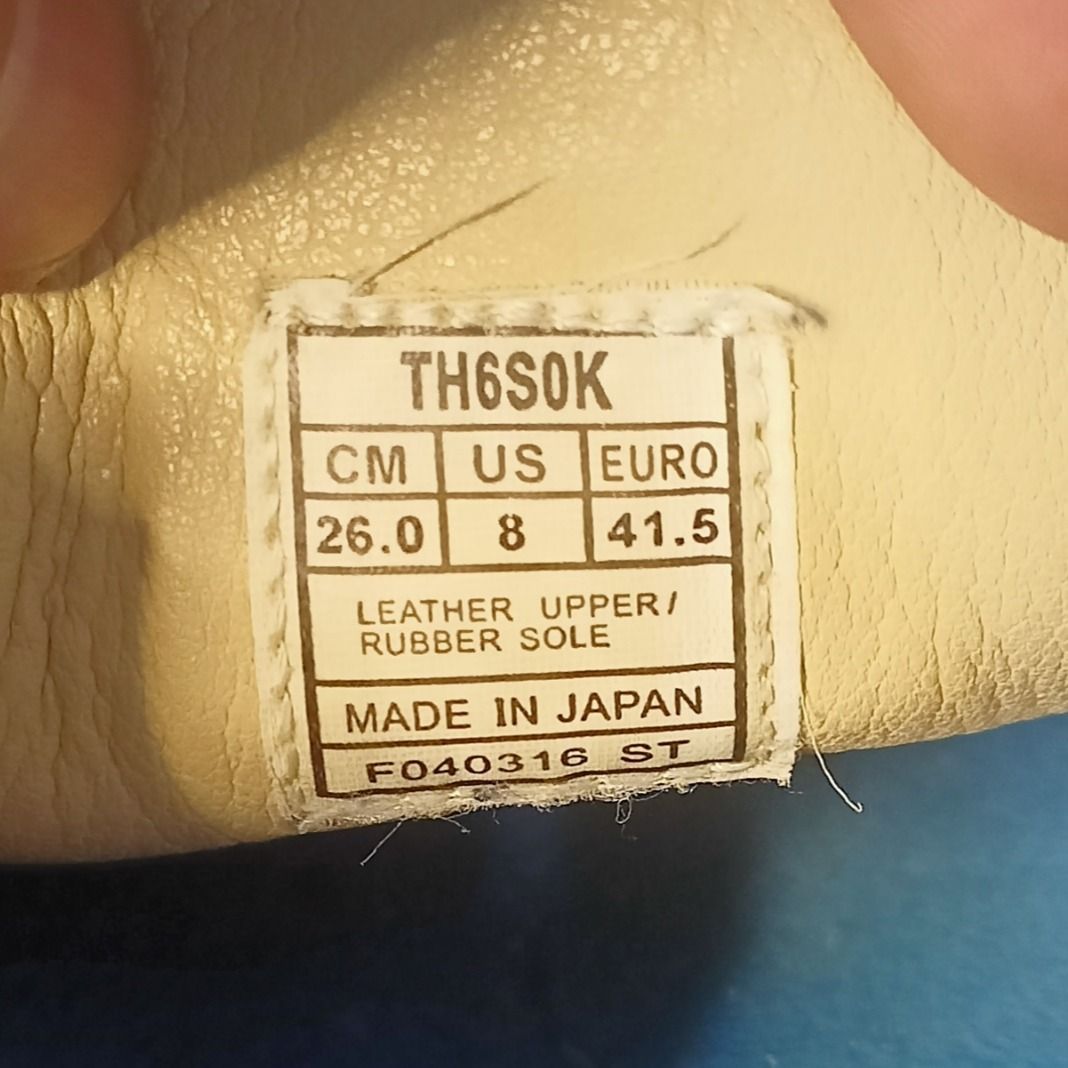 TH6S0K
CM US EURO
26.0 8 41.5
LEATHER UPPER/
RUBBER SOLE
MADE IN JAPAN
F040316 ST